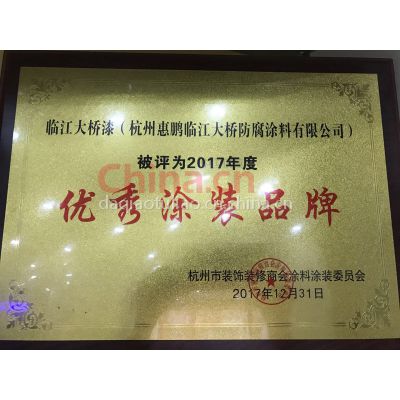 临江大桥漆（杭州惠鹏临江大桥防腐涂料有限公司）
被评为2017年度
China.cn
优秀涂装品牌
杭州市装饰装修商会涂料涂装委员会
2017年12月31日